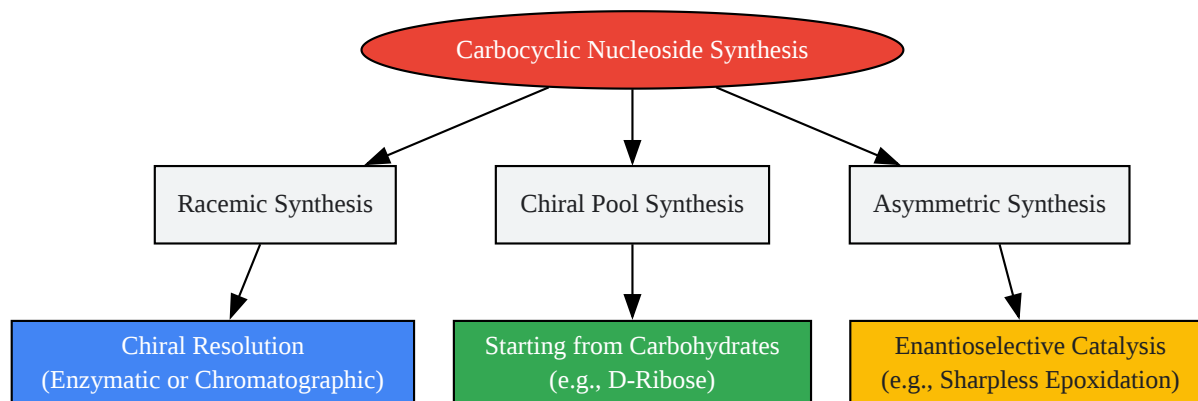 Carbocyclic Nucleoside Synthesis
Racemic Synthesis
Chiral Pool Synthesis
Asymmetric Synthesis
Chiral Resolution
(Enzymatic or Chromatographic)
Starting from Carbohydrates
(e.g., D-Ribose)
Enantioselective Catalysis
(e.g., Sharpless Epoxidation)